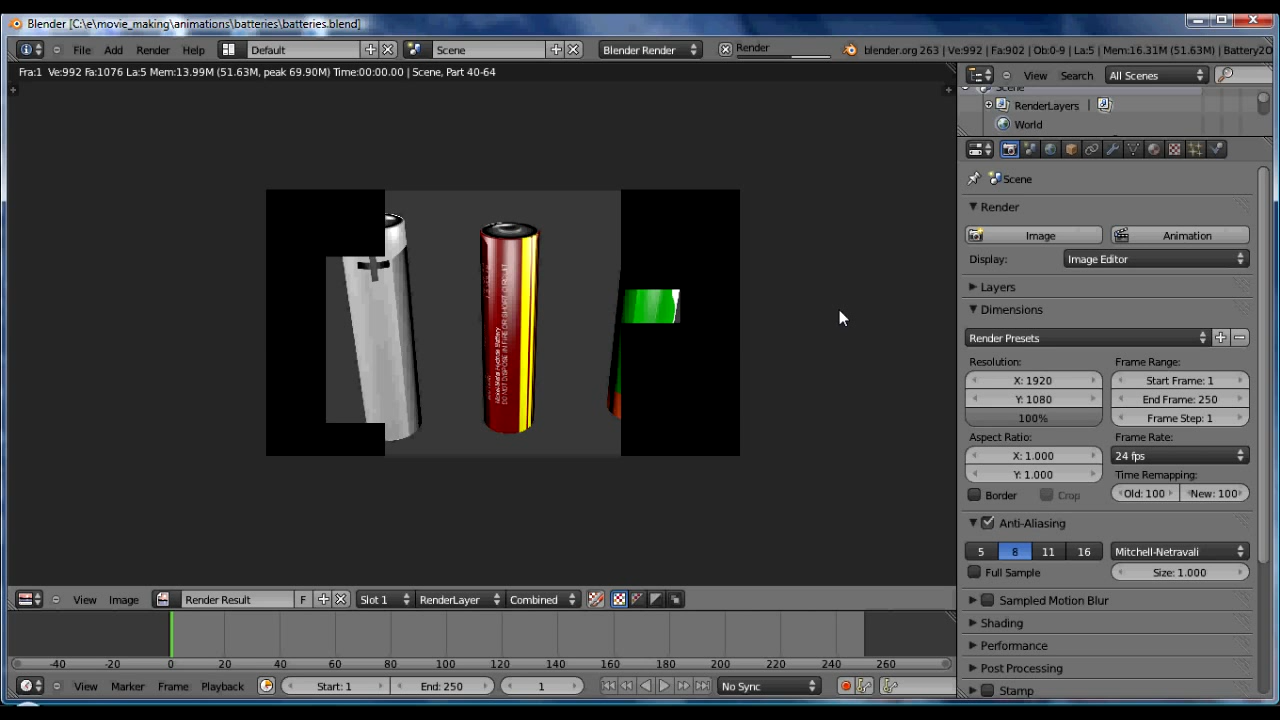 Blender [C:\e\movie_making\animations\batteries\batteries.blend]
File Add Render Help Default Scene Blender Render Render blender.org 263 | Ve:992 | Fa:902 | Ob:0-9 | La:5 | Mem:16.31M (51.63M) | Battery2O
Fra:1 Ve:992 Fa:1076 La:5 Mem:13.99M (51.63M, peak 69.90M) Time:00:00.00 | Scene, Part 40-64
View Search All Scenes
Scene
RenderLayers |
World
Scene
Render
Image Animation
Display: Image Editor
Layers
Dimensions
Render Presets
Resolution: Frame Range:
X: 1920 Start Frame: 1
Y: 1080 End Frame: 250
100% Frame Step: 1
Aspect Ratio: Frame Rate:
X: 1.000 24 fps
Y: 1.000 Time Remapping:
Border Crop Old: 100 New: 100
Anti-Aliasing
5 8 11 16 Mitchell-Netravali
Full Sample Size: 1.000
Sampled Motion Blur
Shading
Performance
Post Processing
Stamp
DO NOT DISPOSE IN FIRE OR SHORT CIRCUIT
View Image Render Result F Slot 1 RenderLayer Combined
-40 -20 0 20 40 60 80 100 120 140 160 180 200 220 240 260
View Marker Frame Playback Start: 1 End: 250 1 No Sync